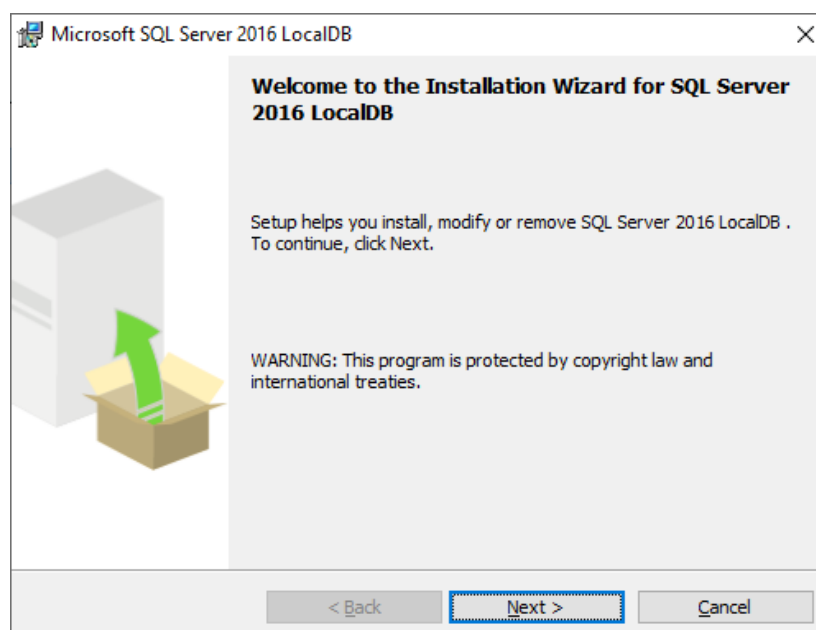 Microsoft SQL Server 2016 LocalDB
Welcome to the Installation Wizard for SQL Server
2016 LocalDB
Setup helps you install, modify or remove SQL Server 2016 LocalDB .
To continue, click Next.
WARNING: This program is protected by copyright law and
international treaties.
< Back
Next >
Cancel